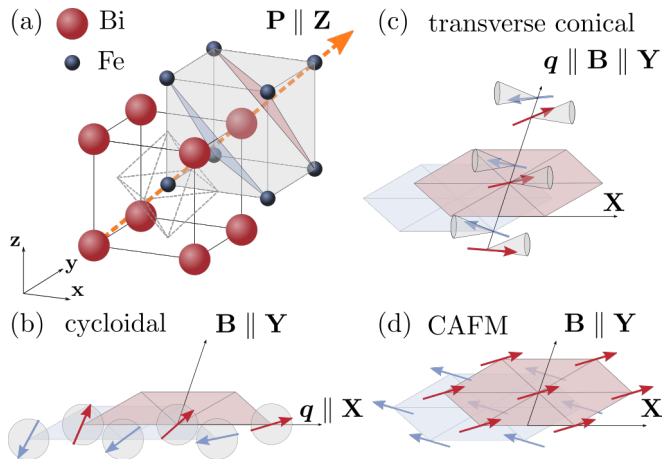 (a)
Bi
Fe
P ∥ Z
z
y
x
(b) cycloidal
B ∥ Y
q ∥ X
(c) transverse conical
q ∥ B ∥ Y
X
(d) CAFM
B ∥ Y
X